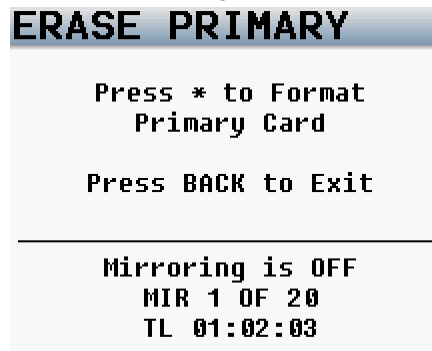 ERASE PRIMARY
Press * to Format
Primary Card
Press BACK to Exit
Mirroring is OFF
MIR 1 OF 20
TL 01:02:03